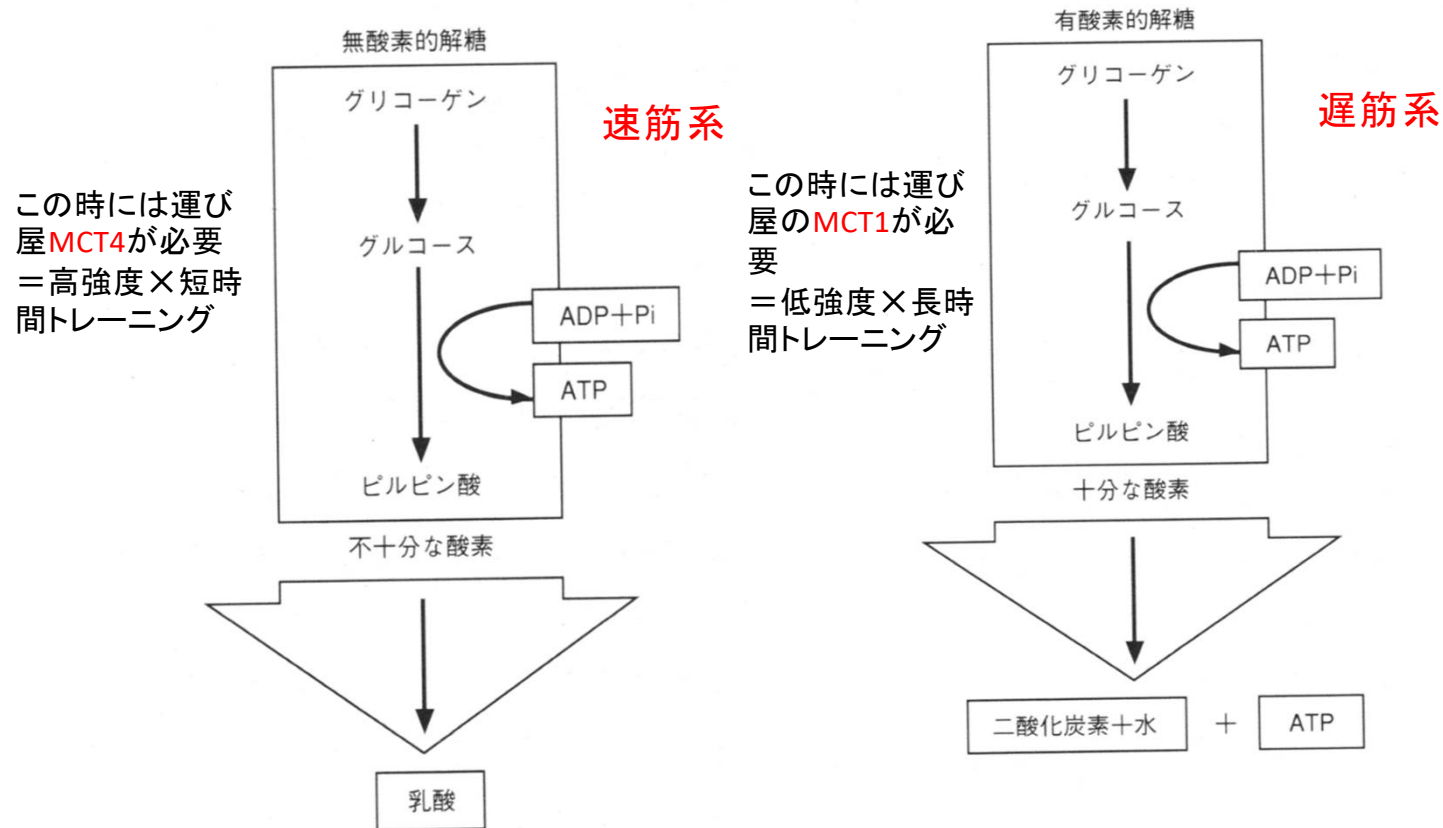 無酸素的解糖
グリコーゲン
速筋系
この時には運び
屋MCT4が必要
＝高強度×短時
間トレーニング
グルコース
ADP＋Pi
ATP
ピルビン酸
不十分な酸素
乳酸
有酸素的解糖
グリコーゲン
遅筋系
この時には運び
屋のMCT1が必
要
＝低強度×長時
間トレーニング
グルコース
ADP＋Pi
ATP
ピルビン酸
十分な酸素
二酸化炭素＋水 ＋ ATP